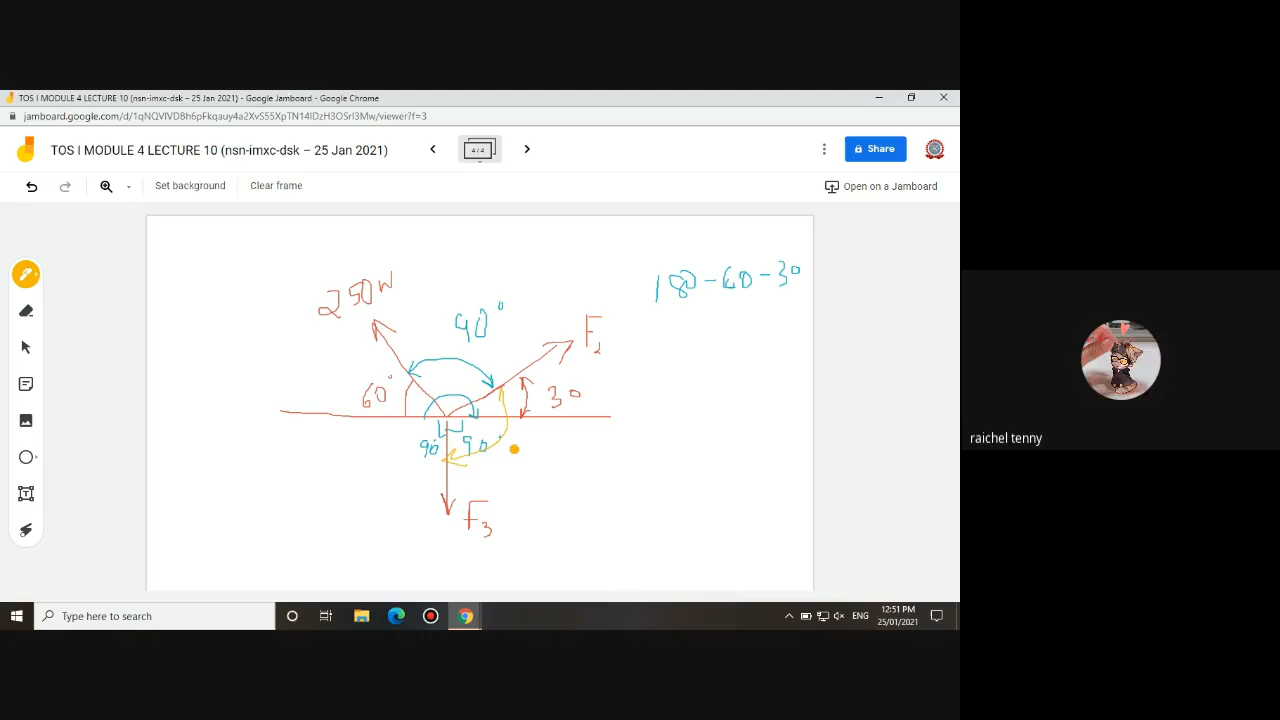 TOS I MODULE 4 LECTURE 10 (nsn-imxc-dsk – 25 Jan 2021) - Google Jamboard - Google Chrome
jamboard.google.com/d/1qNQVIVDBh6pFkqauy4a2XvS55XpTN14IDzH3OSrI3Mw/viewer?f=3
TOS I MODULE 4 LECTURE 10 (nsn-imxc-dsk – 25 Jan 2021)
4 / 4
Share
Set background
Clear frame
Open on a Jamboard
180-60-30
250N
90°
F2
60°
30
90°
90°
F3
raichel tenny
Type here to search
ENG
12:51 PM
25/01/2021